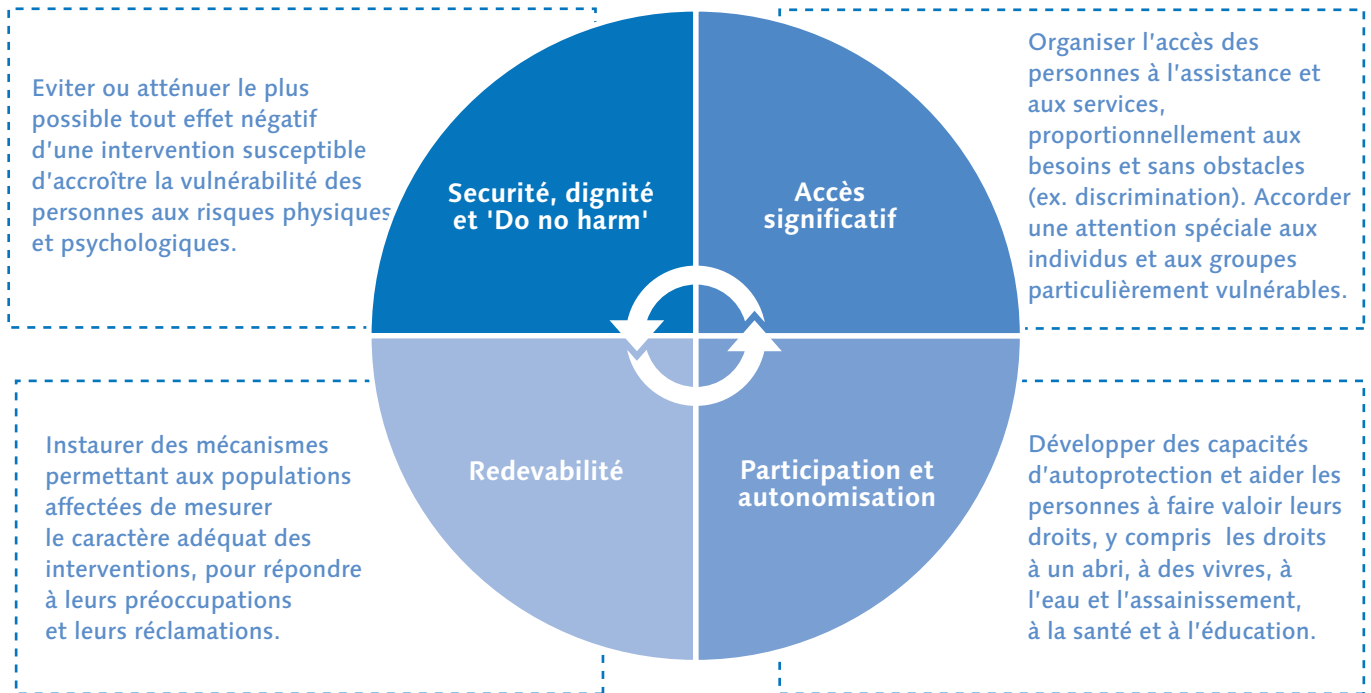 Eviter ou atténuer le plus
possible tout effet négatif
d'une intervention susceptible
d'accroître la vulnérabilité des
personnes aux risques physiques
et psychologiques.
Securité, dignité
et 'Do no harm'
Accès
significatif
Organiser l'accès des
personnes à l'assistance et
aux services,
proportionnellement aux
besoins et sans obstacles
(ex. discrimination). Accorder
une attention spéciale aux
individus et aux groupes
particulièrement vulnérables.
Instaurer des mécanismes
permettant aux populations
affectées de mesurer
le caractère adéquat des
interventions, pour répondre
à leurs préoccupations
et leurs réclamations.
Redevabilité
Participation et
autonomisation
Développer des capacités
d'autoprotection et aider les
personnes à faire valoir leurs
droits, y compris les droits
à un abri, à des vivres, à
l'eau et l'assainissement,
à la santé et à l'éducation.